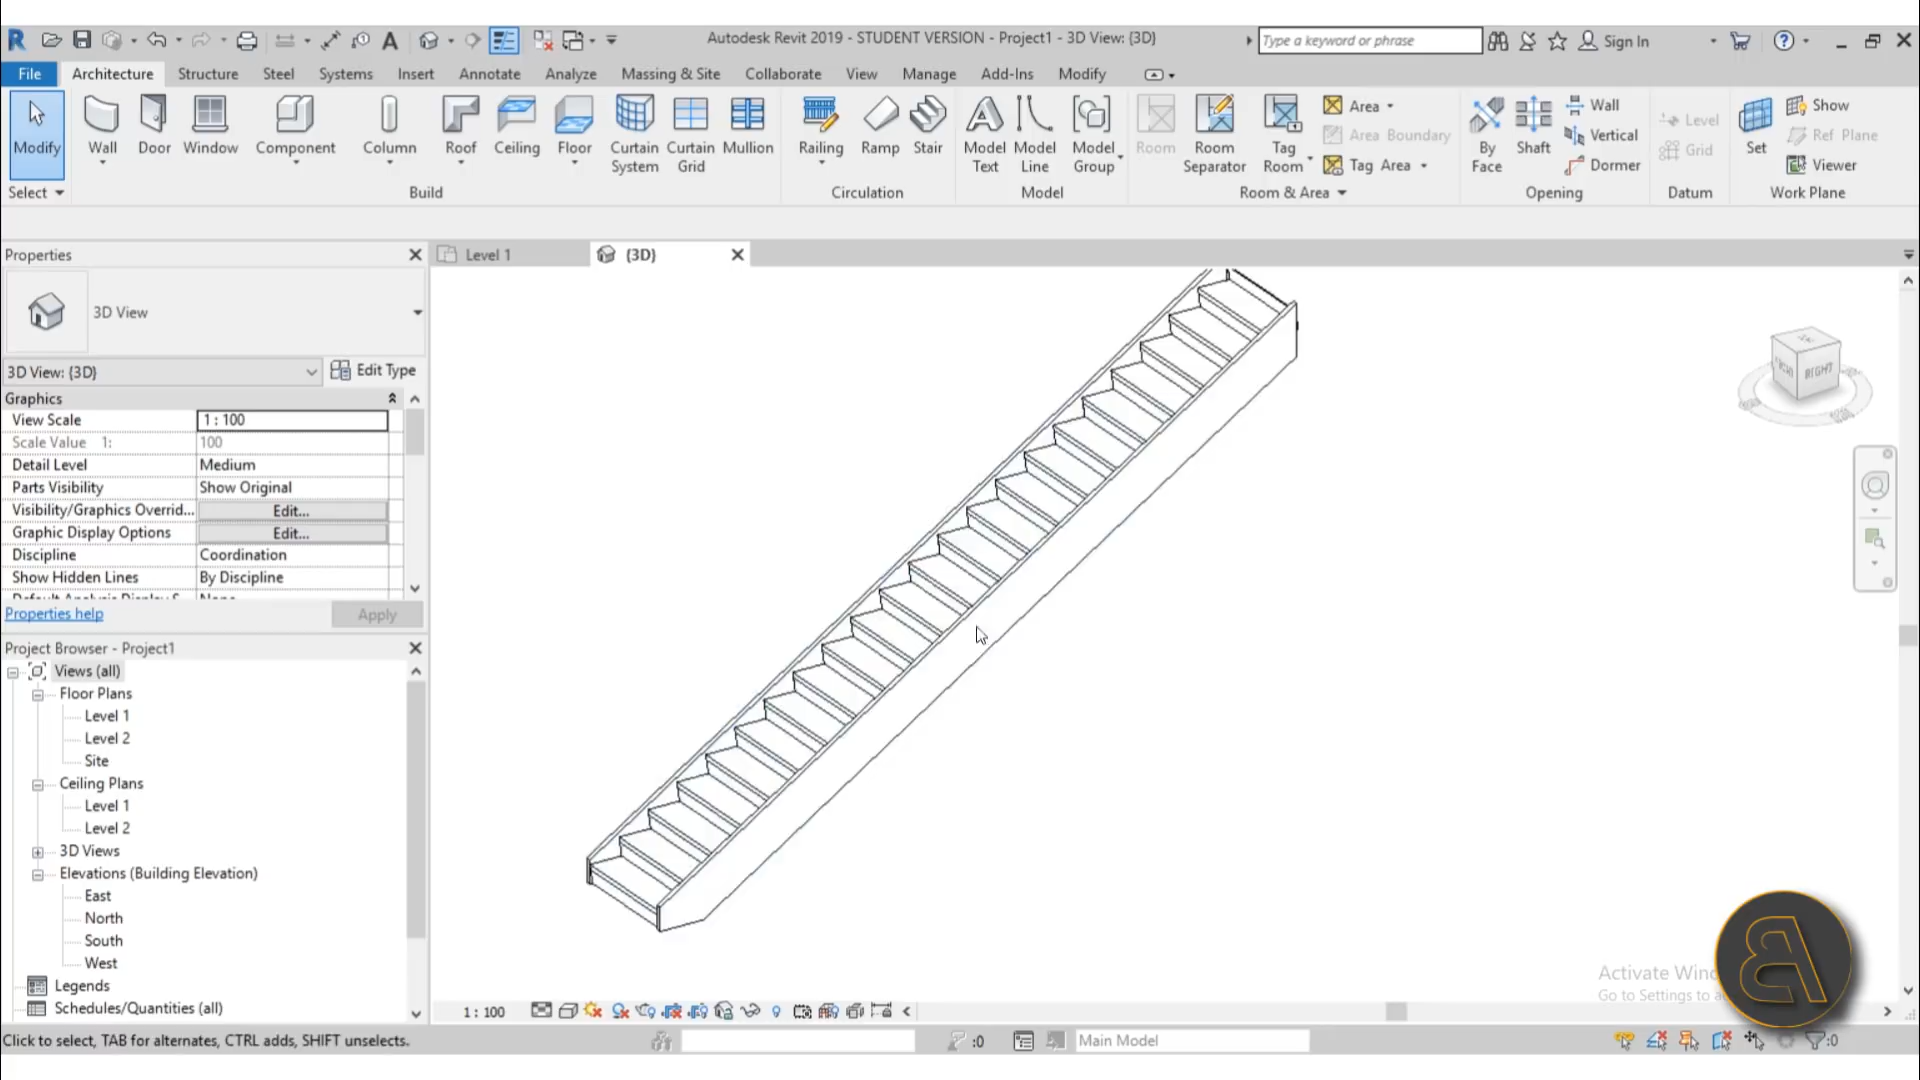 Autodesk Revit 2019 - STUDENT VERSION - Project1 - 3D View: {3D}
Type a keyword or phrase
Sign In
File Architecture Structure Steel Systems Insert Annotate Analyze Massing & Site Collaborate View Manage Add-Ins Modify
Modify
Wall
Door
Window
Component
Column
Roof
Ceiling
Floor
Curtain System
Curtain Grid
Mullion
Railing
Ramp
Stair
Model Text
Model Line
Model Group
Room
Room Separator
Tag Room
Area
Area Boundary
Tag Area
By Face
Shaft
Wall
Vertical
Dormer
Level
Grid
Set
Show
Ref Plane
Viewer
Select
Build
Circulation
Model
Room & Area
Opening
Datum
Work Plane
Properties
Level 1
{3D}
3D View
3D View: {3D}
Edit Type
Graphics
View Scale 1 : 100
Scale Value 1: 100
Detail Level Medium
Parts Visibility Show Original
Visibility/Graphics Overrid... Edit...
Graphic Display Options Edit...
Discipline Coordination
Show Hidden Lines By Discipline
Properties help
Apply
RIGHT
Project Browser - Project1
Views (all)
Floor Plans
Level 1
Level 2
Site
Ceiling Plans
Level 1
Level 2
3D Views
Elevations (Building Elevation)
East
North
South
West
Legends
Schedules/Quantities (all)
Activate
Go to Settings to
1 : 100
Click to select, TAB for alternates, CTRL adds, SHIFT unselects.
:0
Main Model
:0